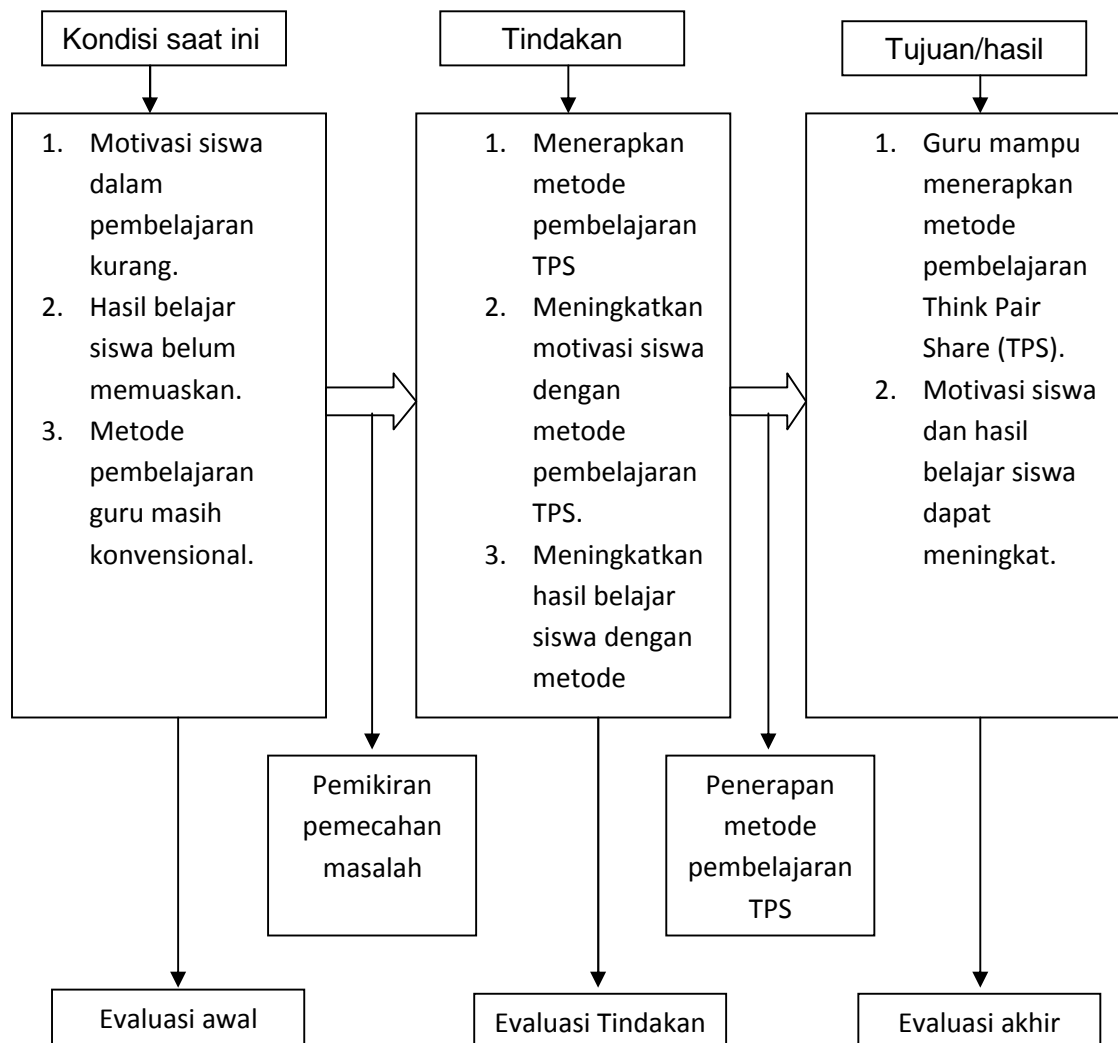 Kondisi saat ini
Tindakan
Tujuan/hasil
1. Motivasi siswa
dalam
pembelajaran
kurang.
2. Hasil belajar
siswa belum
memuaskan.
3. Metode
pembelajaran
guru masih
konvensional.
1. Menerapkan
metode
pembelajaran
TPS
2. Meningkatkan
motivasi siswa
dengan
metode
pembelajaran
TPS.
3. Meningkatkan
hasil belajar
siswa dengan
metode
1. Guru mampu
menerapkan
metode
pembelajaran
Think Pair
Share (TPS).
2. Motivasi siswa
dan hasil
belajar siswa
dapat
meningkat.
Pemikiran
pemecahan
masalah
Penerapan
metode
pembelajaran
TPS
Evaluasi awal
Evaluasi Tindakan
Evaluasi akhir